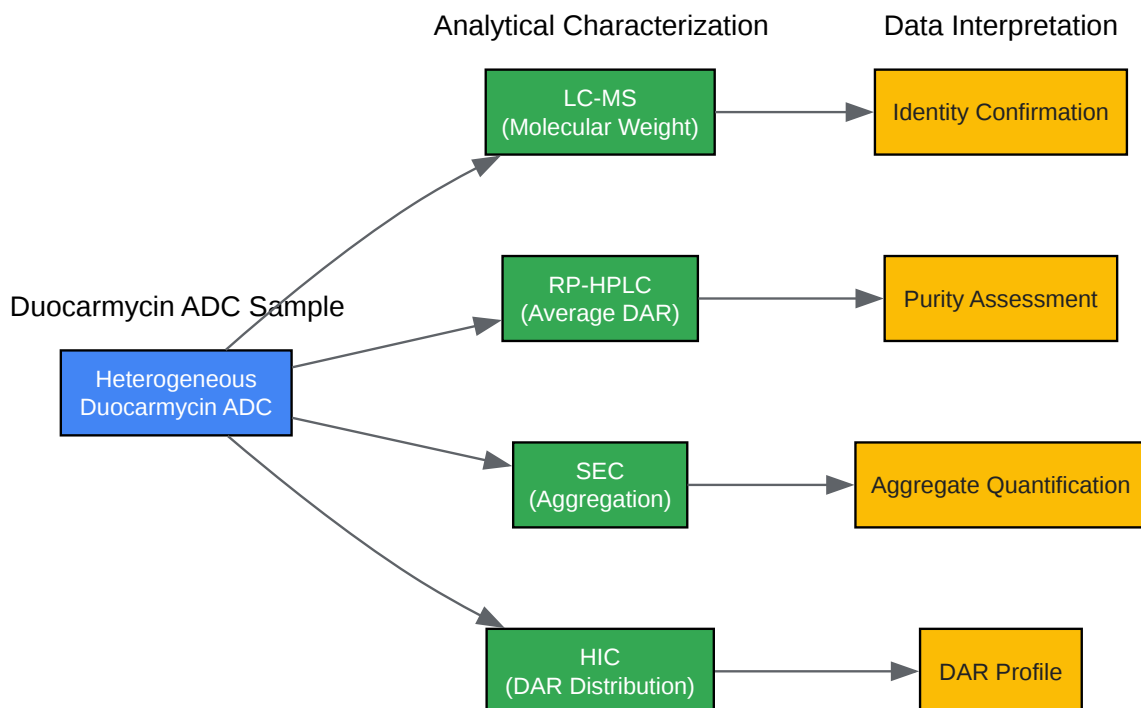 Analytical Characterization
Data Interpretation
LC-MS
(Molecular Weight)
Identity Confirmation
Duocarmycin ADC Sample
RP-HPLC
(Average DAR)
Purity Assessment
Heterogeneous
Duocarmycin ADC
SEC
(Aggregation)
Aggregate Quantification
HIC
(DAR Distribution)
DAR Profile